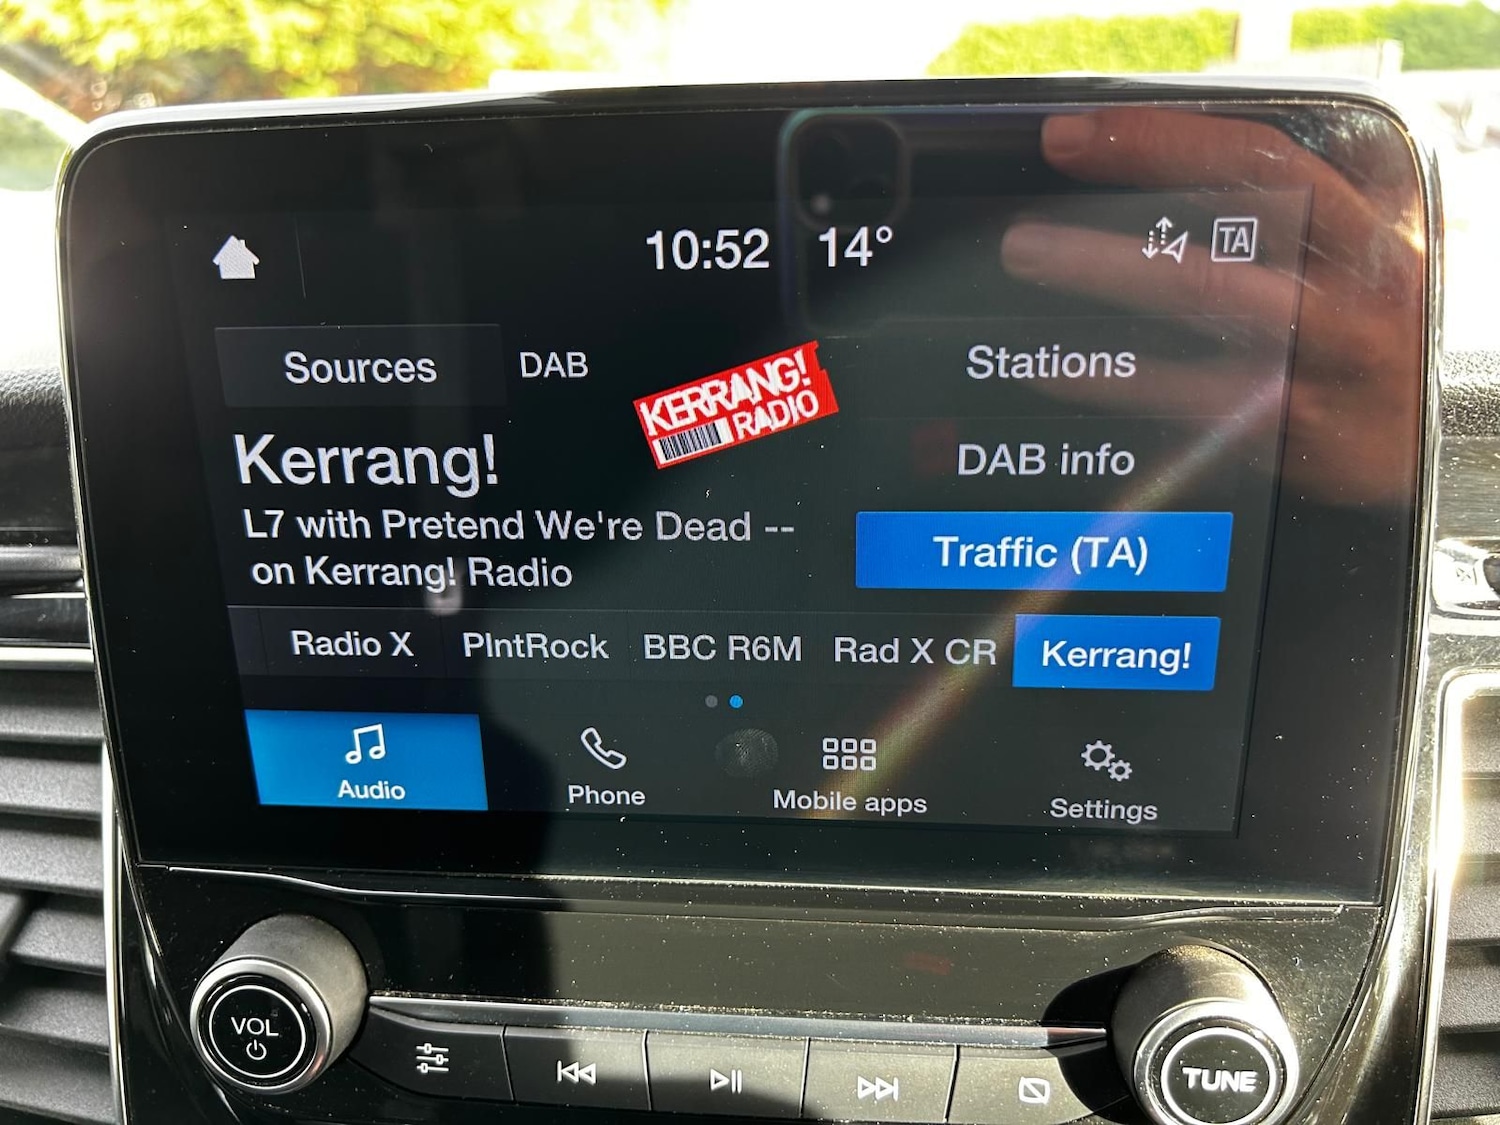 10:52 14°
TA
Sources
DAB
KERRANG!
RADIO
Stations
Kerrang!
DAB info
L7 with Pretend We're Dead --
on Kerrang! Radio
Traffic (TA)
Radio X PlntRock BBC R6M Rad X CR Kerrang!
Audio Phone Mobile apps Settings
VOL
TUNE